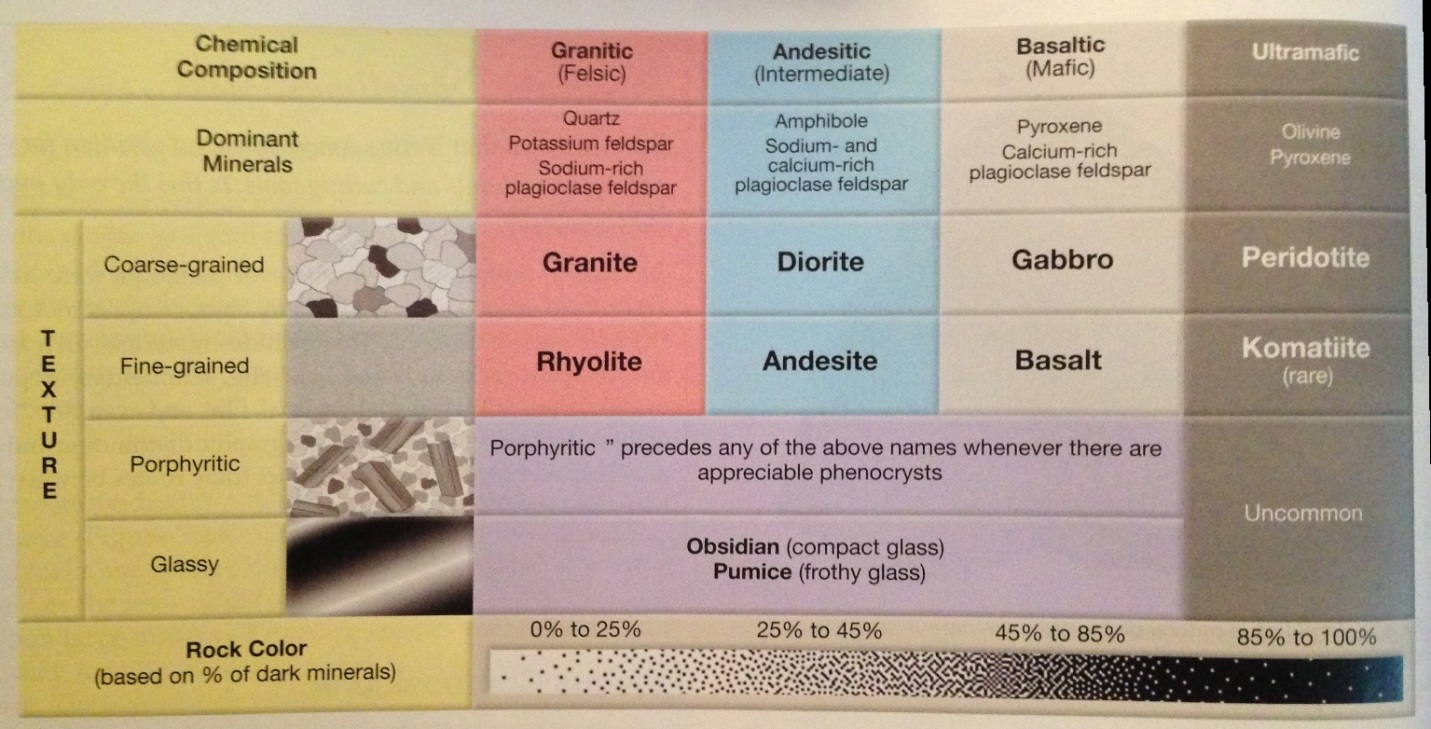 Chemical
Composition
Granitic
(Felsic)
Andesitic
(Intermediate)
Basaltic
(Mafic)
Ultramafic
Dominant
Minerals
Quartz
Potassium feldspar
Sodium-rich
plagioclase feldspar
Amphibole
Sodium- and
calcium-rich
plagioclase feldspar
Pyroxene
Calcium-rich
plagioclase feldspar
Olivine
Pyroxene
TEXTURE
Coarse-grained
Granite
Diorite
Gabbro
Peridotite
Fine-grained
Rhyolite
Andesite
Basalt
Komatiite
(rare)
Porphyritic
Porphyritic ” precedes any of the above names whenever there are
appreciable phenocrysts
Uncommon
Glassy
Obsidian (compact glass)
Pumice (frothy glass)
Rock Color
(based on % of dark minerals)
0% to 25%
25% to 45%
45% to 85%
85% to 100%